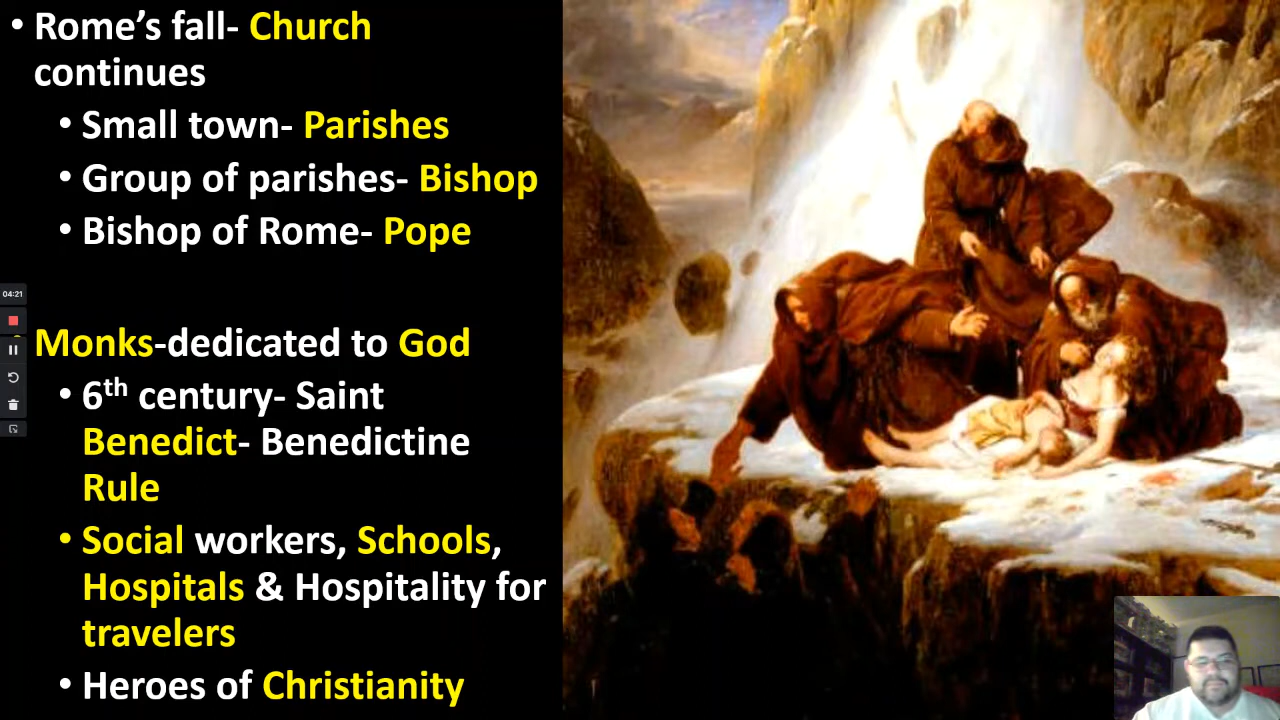 • Rome’s fall- Church
continues
• Small town- Parishes
• Group of parishes- Bishop
• Bishop of Rome- Pope
04:21
Monks-dedicated to God
• 6th century- Saint
Benedict- Benedictine
Rule
• Social workers, Schools,
Hospitals & Hospitality for
travelers
• Heroes of Christianity